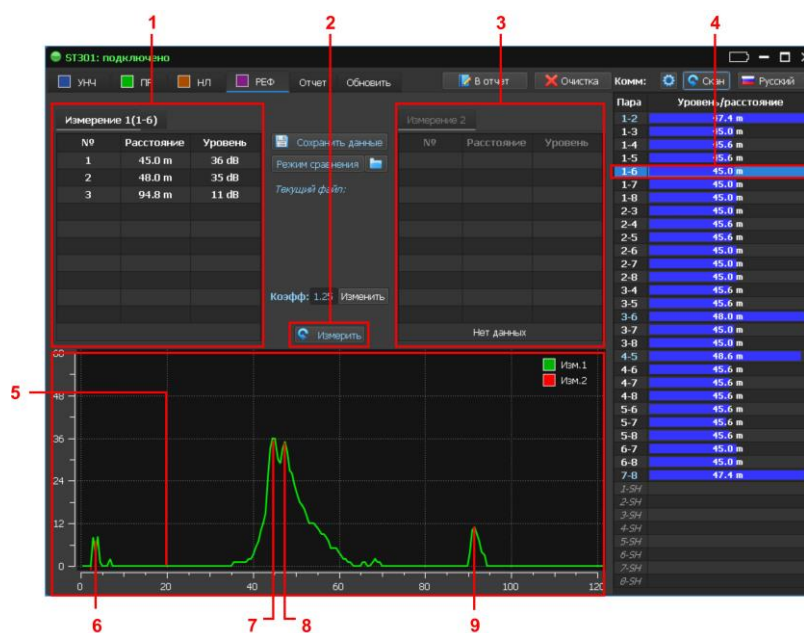 1 2 3 4
ST301: подключено
УНЧ ПР НЛ РЕФ Отчет Обновить В отчет Очистка Комм: Скан Русский
Измерение 1(1-6)
№ Расстояние Уровень
1 45.0 m 36 dB
2 48.0 m 35 dB
3 94.8 m 11 dB
Сохранить данные
Режим сравнения
Текущий файл:
Коэфф: 1.25 Изменить
Измерить
Измерение 2
№ Расстояние Уровень
Нет данных
Пара Уровень/расстояние
1-2 47.4 m
1-3 45.0 m
1-4 45.6 m
1-5 45.6 m
1-6 45.0 m
1-7 45.0 m
1-8 45.0 m
2-3 45.6 m
2-4 45.6 m
2-5 45.6 m
2-6 45.0 m
2-7 45.0 m
2-8 45.0 m
3-4 45.6 m
3-5 45.6 m
3-6 48.0 m
3-7 45.0 m
3-8 45.0 m
4-5 48.6 m
4-6 45.6 m
4-7 45.6 m
4-8 45.6 m
5-6 45.6 m
5-7 45.6 m
5-8 45.6 m
6-7 45.0 m
6-8 45.0 m
7-8 47.4 m
1-SH
2-SH
3-SH
4-SH
5-SH
6-SH
7-SH
8-SH
60
48
36
24
12
0
Изм.1
Изм.2
0 20 40 60 80 100 120
5
6 7 8 9